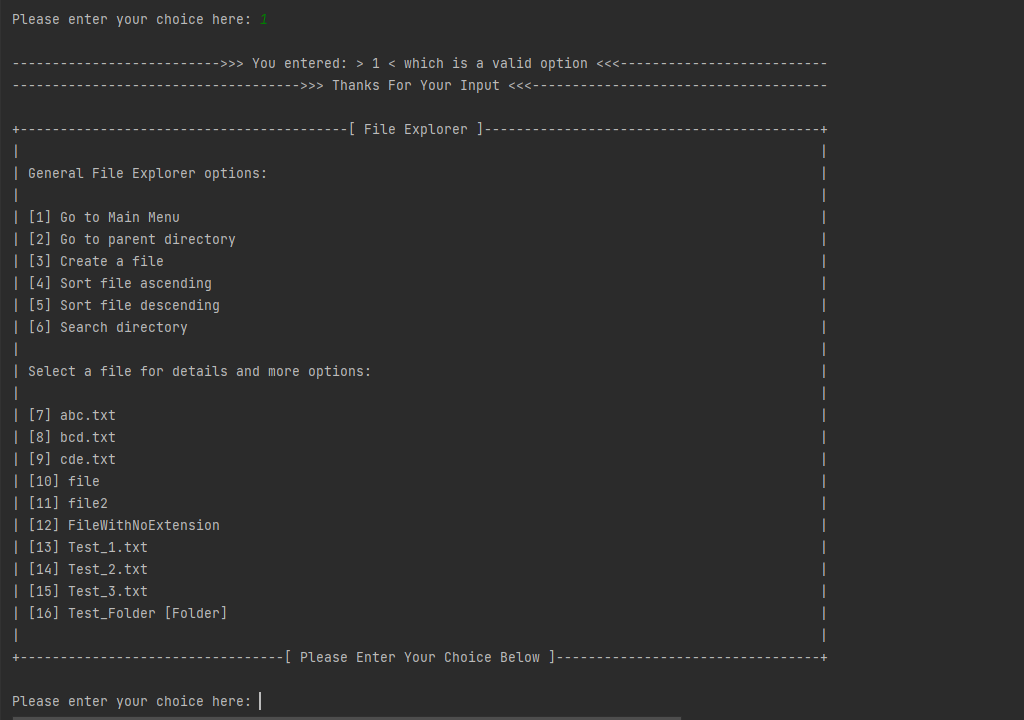 Please enter your choice here: 1
-------------------------->>> You entered: > 1 < which is a valid option <<<--------------------------
------------------------------------>>> Thanks For Your Input <<<-------------------------------------
+-----------------------------------------[ File Explorer ]------------------------------------------+
| |
| General File Explorer options: |
| |
| [1] Go to Main Menu |
| [2] Go to parent directory |
| [3] Create a file |
| [4] Sort file ascending |
| [5] Sort file descending |
| [6] Search directory |
| |
| Select a file for details and more options: |
| |
| [7] abc.txt |
| [8] bcd.txt |
| [9] cde.txt |
| [10] file |
| [11] file2 |
| [12] FileWithNoExtension |
| [13] Test_1.txt |
| [14] Test_2.txt |
| [15] Test_3.txt |
| [16] Test_Folder [Folder] |
| |
+---------------------------------[ Please Enter Your Choice Below ]---------------------------------+
Please enter your choice here: